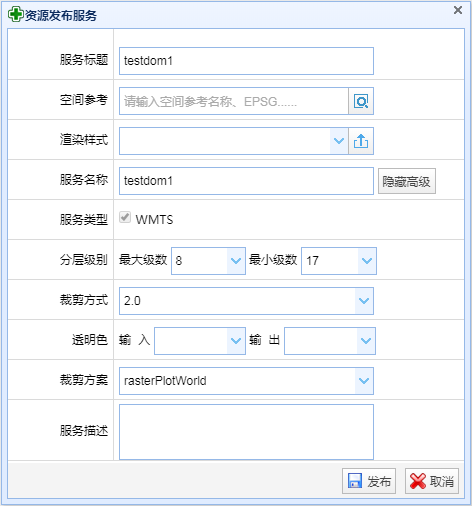 资源发布服务
服务标题 testdom1
空间参考 请输入空间参考名称、EPSG......
渲染样式
服务名称 testdom1 隐藏高级
服务类型 WMTS
分层级别 最大级数 8 最小级数 17
裁剪方式 2.0
透明色 输 入 输 出
裁剪方案 rasterPlotWorld
服务描述
发布 取消